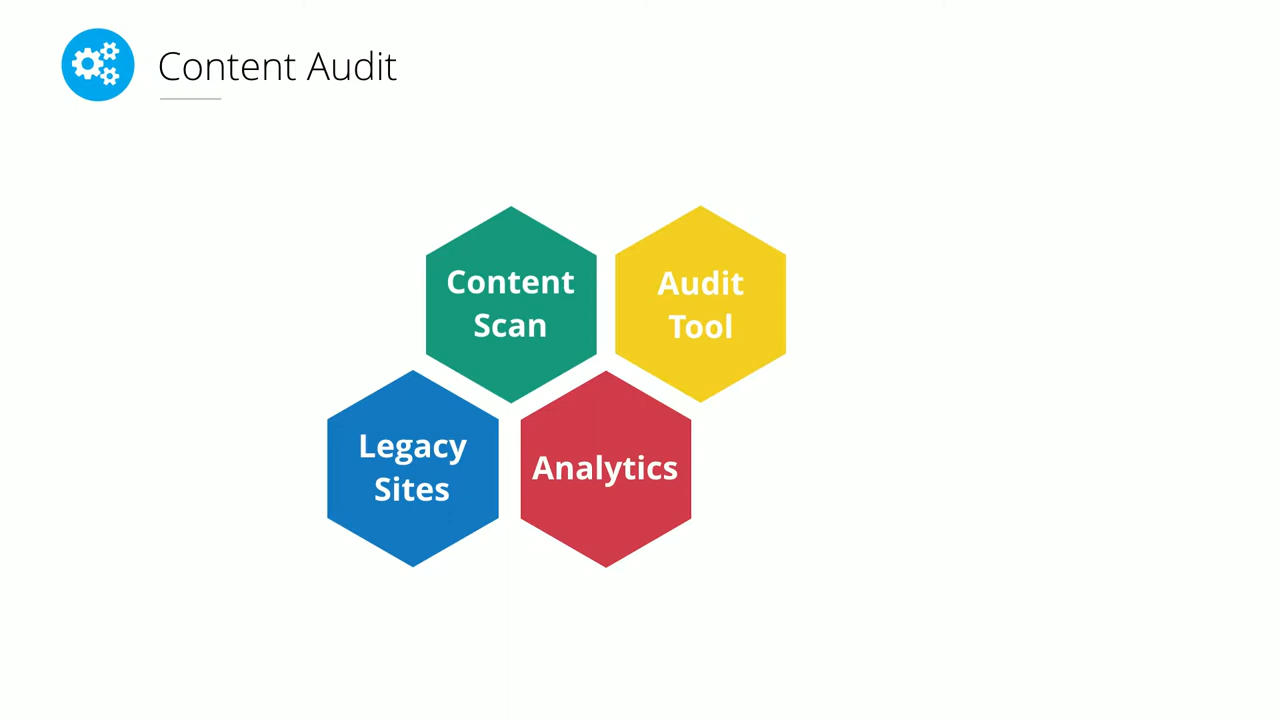 Content Audit
Content
Scan
Audit
Tool
Legacy
Sites
Analytics